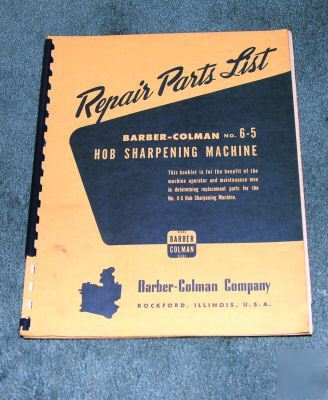 Repair Parts List
BARBER-COLMAN NO. 6-5
HOB SHARPENING MACHINE
This booklet is for the benefit of the
machine operator and maintenance men
in determining replacement parts for the
No. 6-5 Hob Sharpening Machine.
BARBER
COLMAN
Barber-Colman Company
ROCKFORD, ILLINOIS, U.S.A.